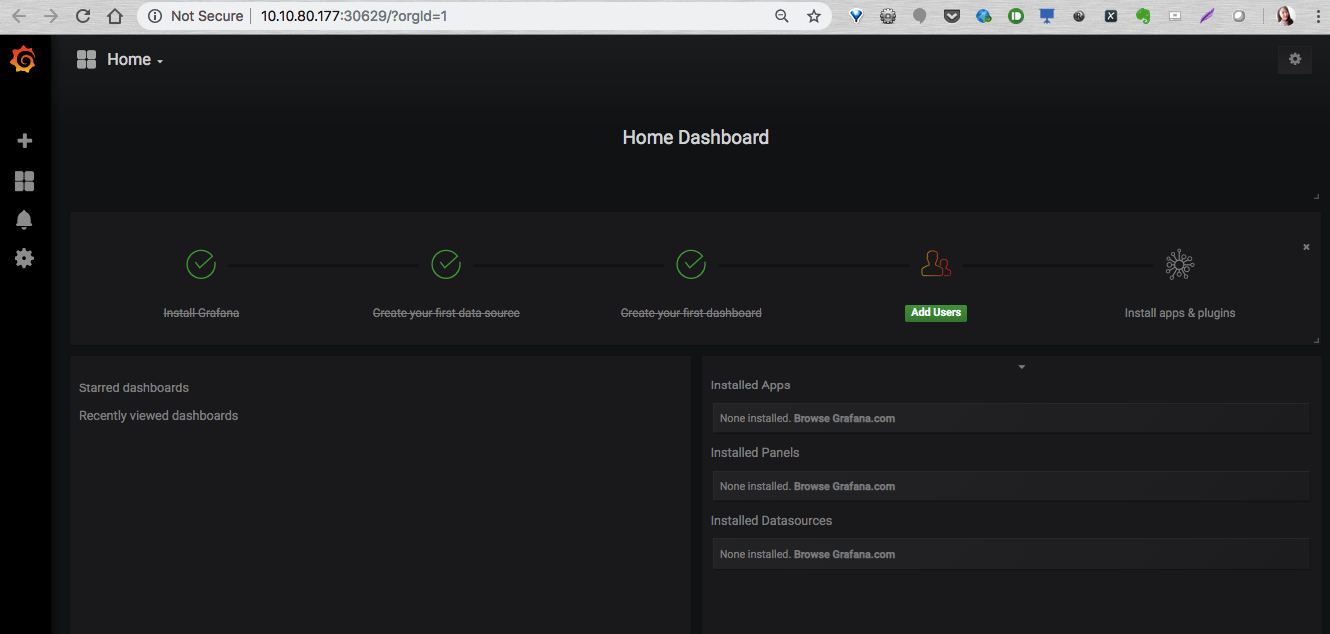 Not Secure
10.10.80.177:30629/?orgId=1
Home
Home Dashboard
Install Grafana
Create your first data source
Create your first dashboard
Add Users
Install apps & plugins
Starred dashboards
Recently viewed dashboards
Installed Apps
None installed. Browse Grafana.com
Installed Panels
None installed. Browse Grafana.com
Installed Datasources
None installed. Browse Grafana.com